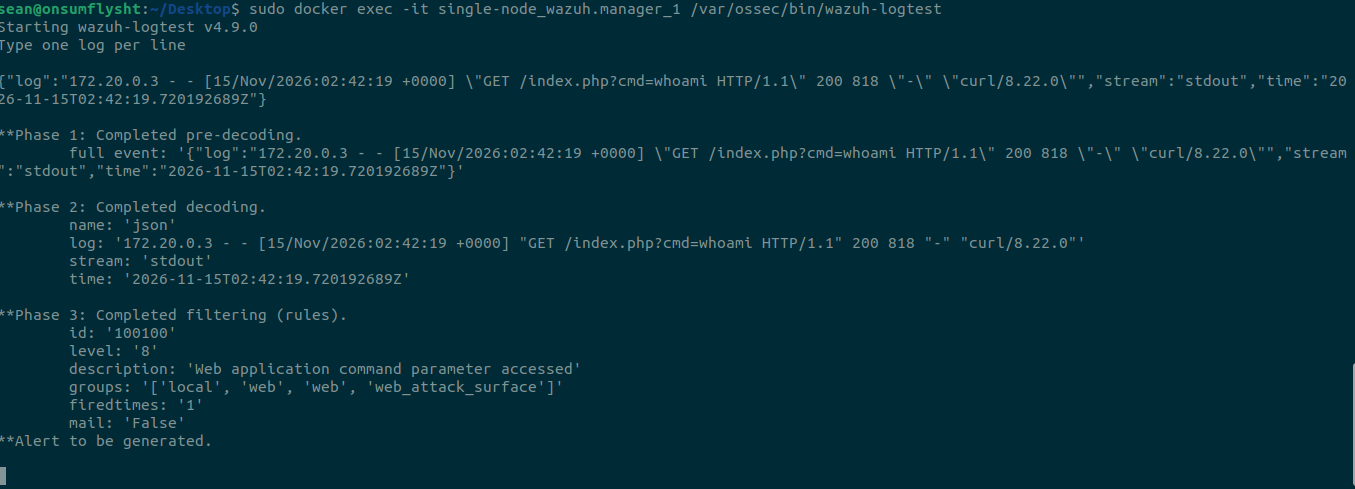 sean@onsumflysht:~/Desktop$ sudo docker exec -it single-node_wazuh.manager_1 /var/ossec/bin/wazuh-logtest
Starting wazuh-logtest v4.9.0
Type one log per line
{"log":"172.20.0.3 - - [15/Nov/2026:02:42:19 +0000] \"GET /index.php?cmd=whoami HTTP/1.1\" 200 818 \"-\" \"curl/8.22.0\"","stream":"stdout","time":"20
26-11-15T02:42:19.720192689Z"}
**Phase 1: Completed pre-decoding.
full event: '{"log":"172.20.0.3 - - [15/Nov/2026:02:42:19 +0000] \"GET /index.php?cmd=whoami HTTP/1.1\" 200 818 \"-\" \"curl/8.22.0\"","stream
":"stdout","time":"2026-11-15T02:42:19.720192689Z"}'
**Phase 2: Completed decoding.
name: 'json'
log: '172.20.0.3 - - [15/Nov/2026:02:42:19 +0000] "GET /index.php?cmd=whoami HTTP/1.1" 200 818 "-" "curl/8.22.0"'
stream: 'stdout'
time: '2026-11-15T02:42:19.720192689Z'
**Phase 3: Completed filtering (rules).
id: '100100'
level: '8'
description: 'Web application command parameter accessed'
groups: '['local', 'web', 'web', 'web_attack_surface']'
firedtimes: '1'
mail: 'False'
**Alert to be generated.